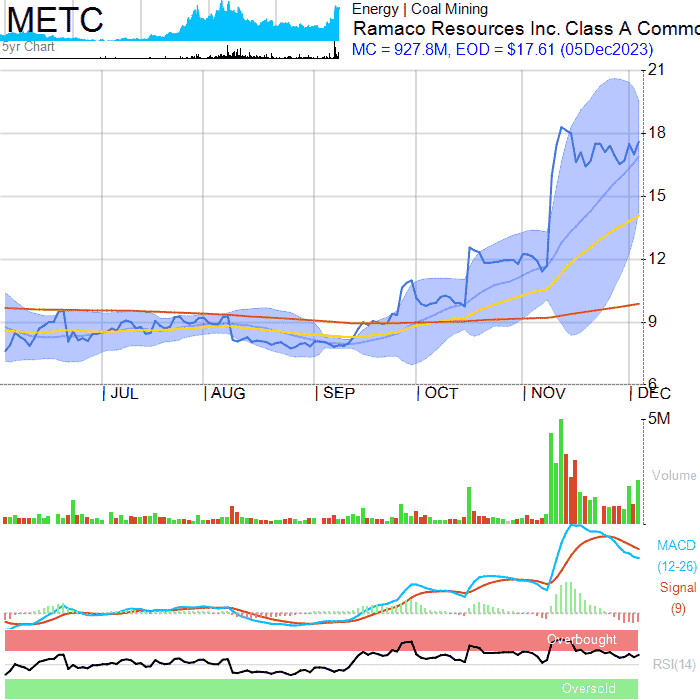 METC
5yr Chart
Energy | Coal Mining
Ramaco Resources Inc. Class A Commo
MC = 927.8M, EOD = $17.61 (05Dec2023)
21
18
15
12
9
6
| JUL | AUG | SEP | OCT | NOV | DEC
5M
Volume
MACD
(12-26)
Signal
(9)
Overbought
RSI(14)
Oversold